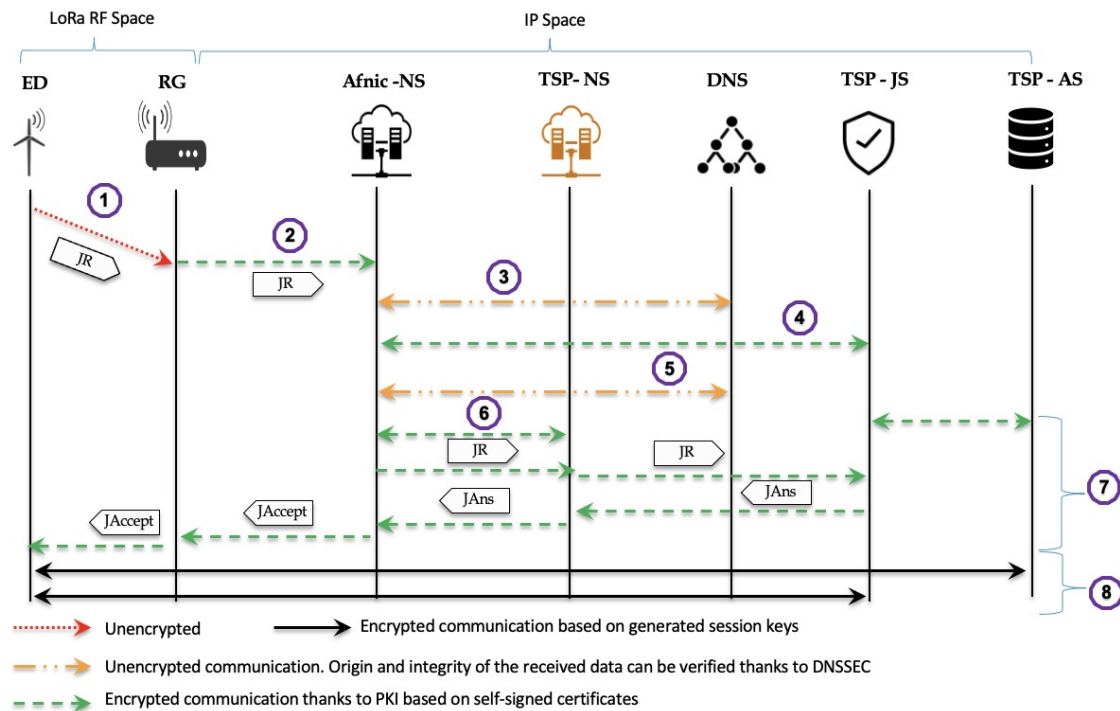 LoRa RF Space
IP Space
ED
RG
Afnic -NS
TSP- NS
DNS
TSP - JS
TSP - AS
1
JR
2
JR
3
4
5
6
JR
JR
JAns
JAns
JAccept
JAccept
7
8
Unencrypted
Encrypted communication based on generated session keys
Unencrypted communication. Origin and integrity of the received data can be verified thanks to DNSSEC
Encrypted communication thanks to PKI based on self-signed certificates